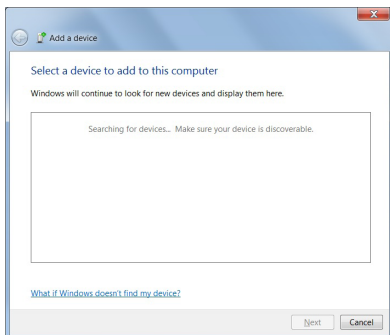 Add a device
Select a device to add to this computer
Windows will continue to look for new devices and display them here.
Searching for devices... Make sure your device is discoverable.
What if Windows doesn't find my device?
Next Cancel